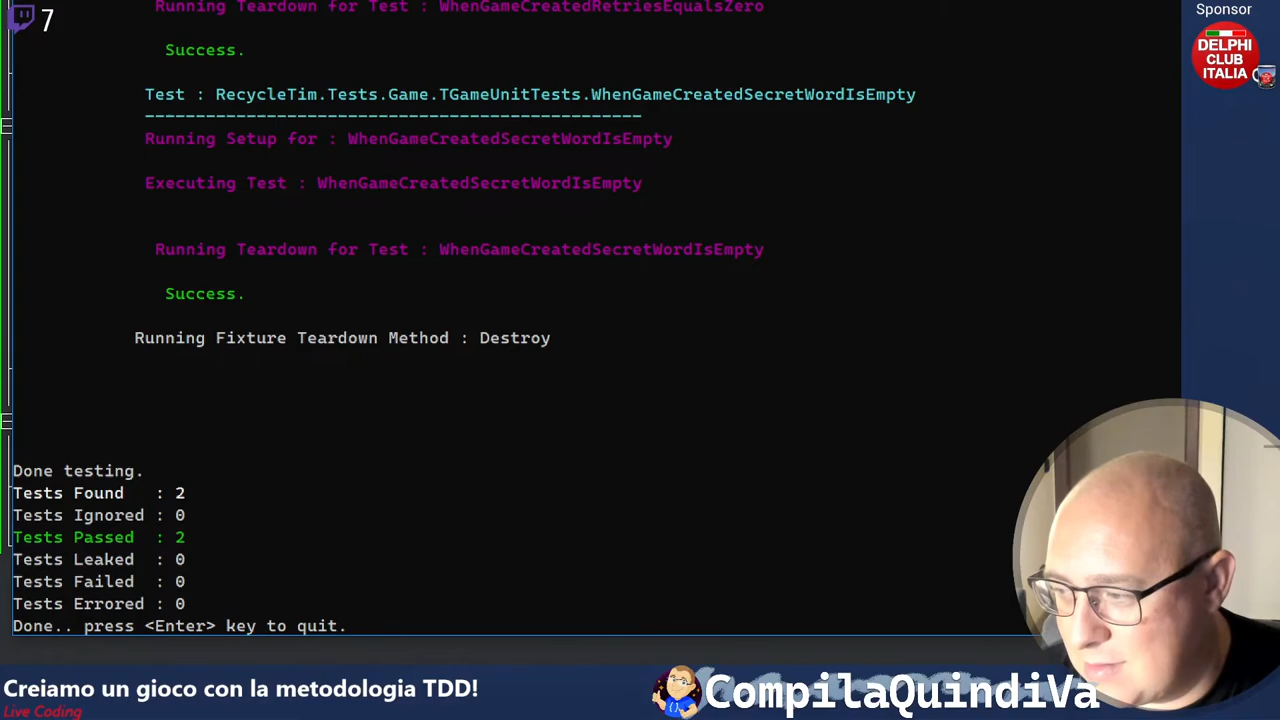 Sponsor
7
Running Teardown for Test : WhenGameCreatedRetriesEqualsZero
Success.
DELPHI
CLUB
ITALIA
Test : RecycleTim.Tests.Game.TGameUnitTests.WhenGameCreatedSecretWordIsEmpty
-------------------------------------------------
Running Setup for : WhenGameCreatedSecretWordIsEmpty
Executing Test : WhenGameCreatedSecretWordIsEmpty
Running Teardown for Test : WhenGameCreatedSecretWordIsEmpty
Success.
Running Fixture Teardown Method : Destroy
Done testing.
Tests Found : 2
Tests Ignored : 0
Tests Passed : 2
Tests Leaked : 0
Tests Failed : 0
Tests Errored : 0
Done.. press <Enter> key to quit.
Creiamo un gioco con la metodologia TDD!
Live Coding
{}
CompilaQuindiVa